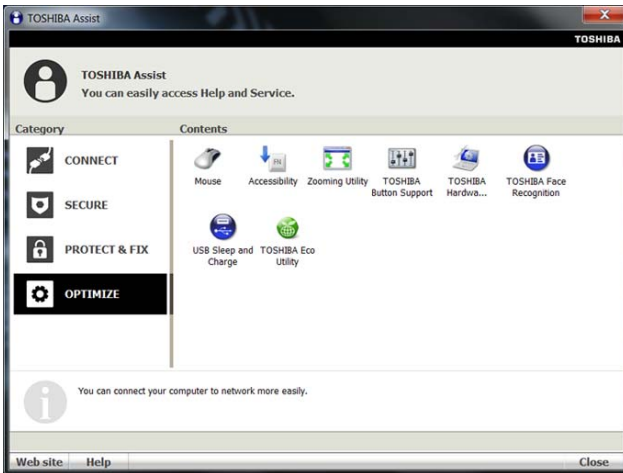 TOSHIBA Assist
TOSHIBA
TOSHIBA Assist
You can easily access Help and Service.
Category
Contents
CONNECT
SECURE
PROTECT & FIX
OPTIMIZE
Mouse
Accessibility
Zooming Utility
TOSHIBA
Button Support
TOSHIBA
Hardwa...
TOSHIBA Face
Recognition
USB Sleep and
Charge
TOSHIBA Eco
Utility
You can connect your computer to network more easily.
Web site
Help
Close